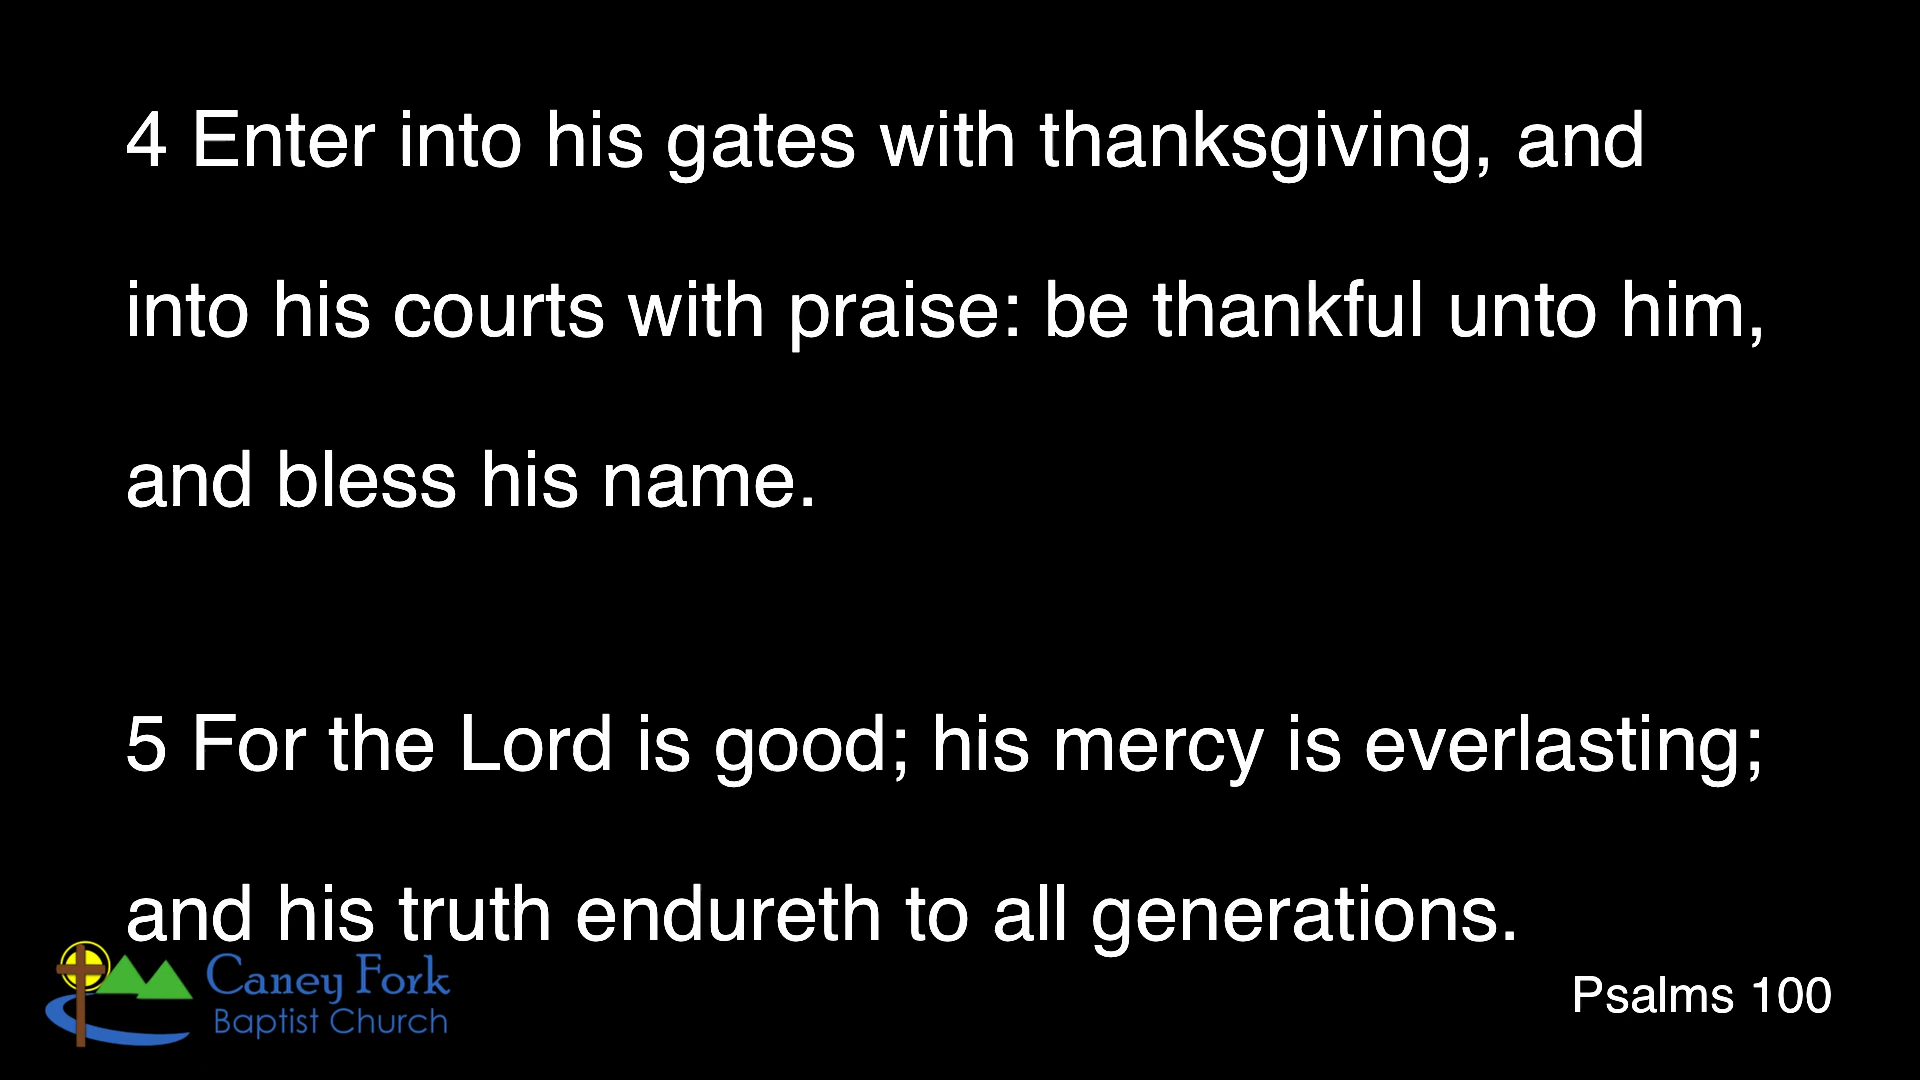 4 Enter into his gates with thanksgiving, and
into his courts with praise: be thankful unto him,
and bless his name.
5 For the Lord is good; his mercy is everlasting;
and his truth endureth to all generations.
Caney Fork
Baptist Church
Psalms 100